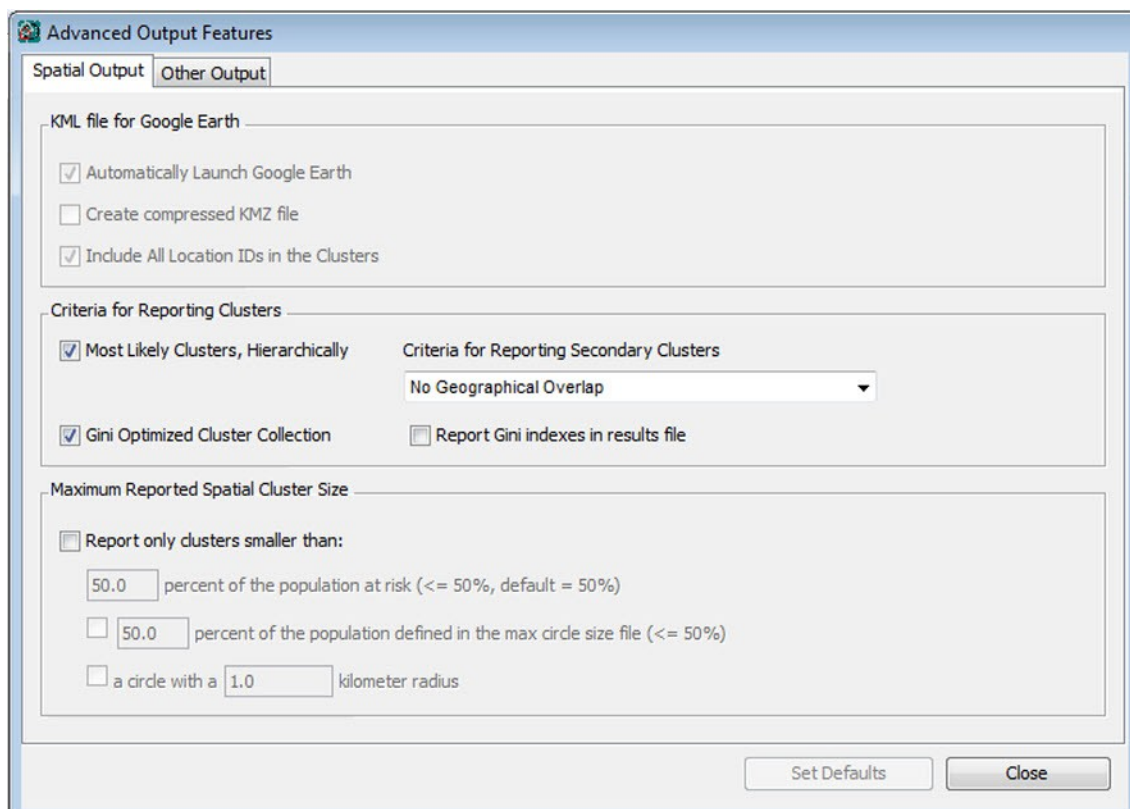 Advanced Output Features
Spatial Output Other Output
KML file for Google Earth
Automatically Launch Google Earth
Create compressed KMZ file
Include All Location IDs in the Clusters
Criteria for Reporting Clusters
Most Likely Clusters, Hierarchically Criteria for Reporting Secondary Clusters
No Geographical Overlap
Gini Optimized Cluster Collection Report Gini indexes in results file
Maximum Reported Spatial Cluster Size
Report only clusters smaller than:
50.0 percent of the population at risk (<= 50%, default = 50%)
50.0 percent of the population defined in the max circle size file (<= 50%)
a circle with a 1.0 kilometer radius
Set Defaults Close